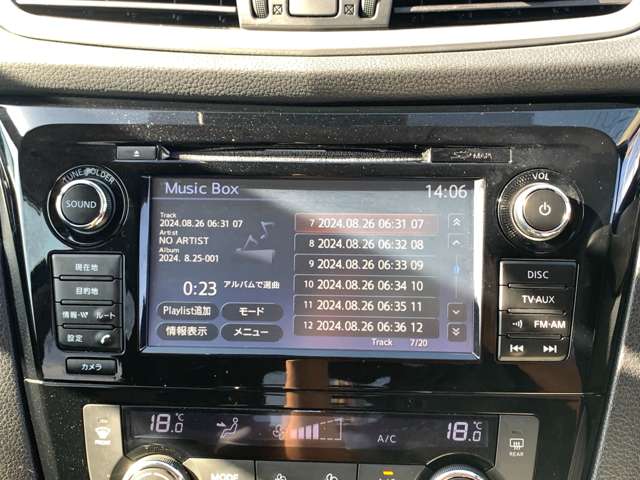 TUNE·FOLDER
SOUND
VOL
Music Box
14:06
Track
2024.08.26 06:31 07
Artist
NO ARTIST
Album
2024. 8.25-001
0:23 アルバムで選曲
Playlist追加
モード
情報表示
メニュー
7 2024.08.26 06:31 07
8 2024.08.26 06:32 08
9 2024.08.26 06:33 09
10 2024.08.26 06:34 10
11 2024.08.26 06:35 11
12 2024.08.26 06:36 12
Track 7/20
現在地
目的地
ルート
設定
カメラ
DISC
TV·AUX
FM·AM
18.0 °C
A/C
18.0 °C
FRONT
REAR
MODE